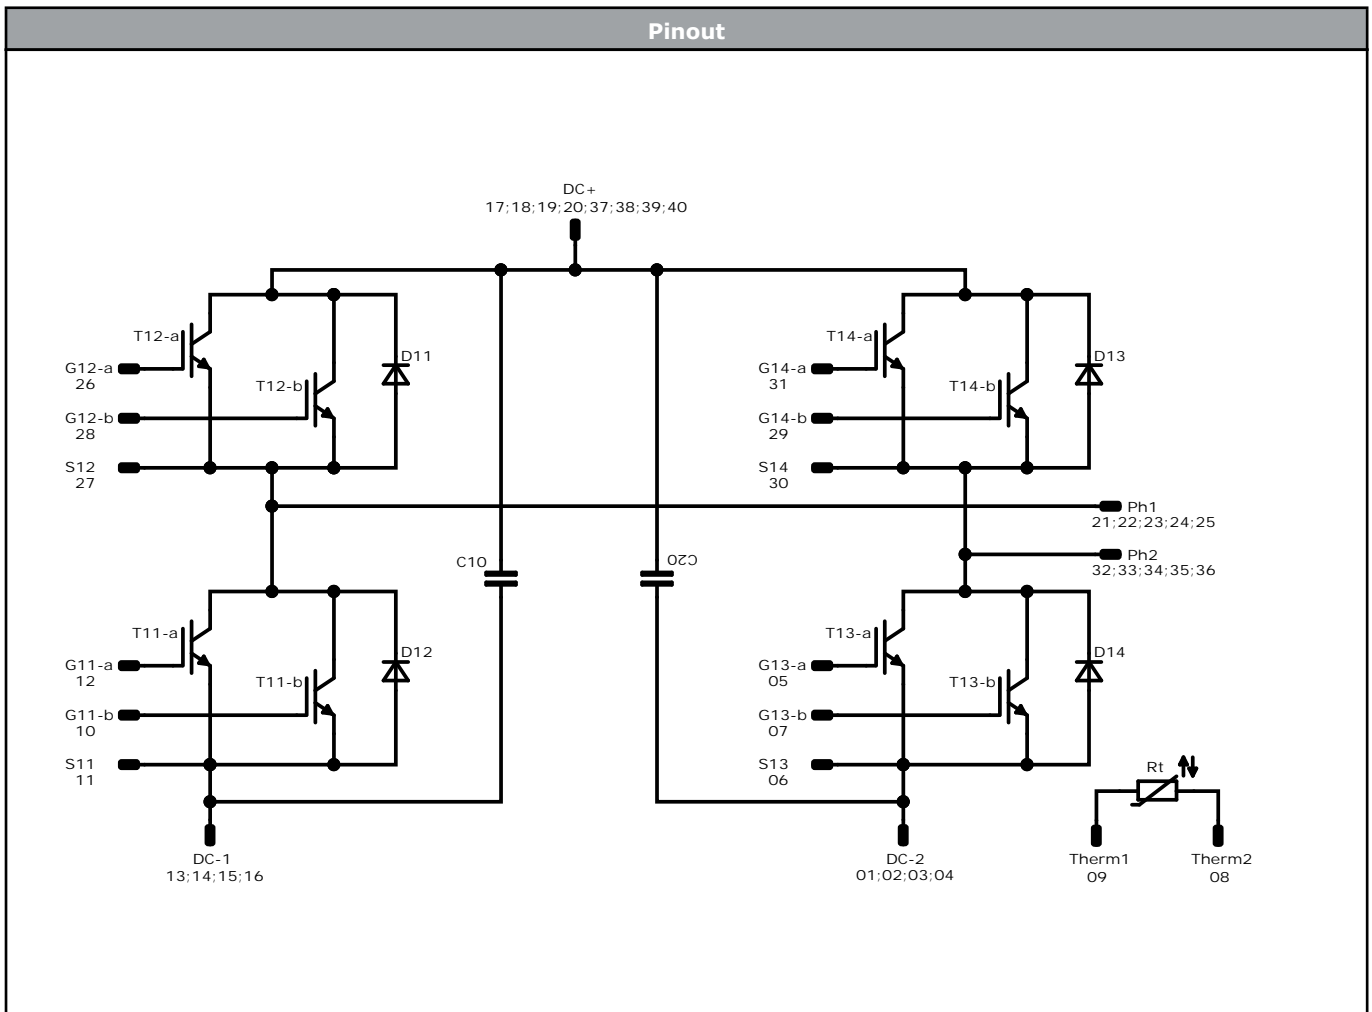 Pinout
DC+
17;18;19;20;37;38;39;40
T12-a
G12-a
26
T12-b
D11
G12-b
28
S12
27
T14-a
G14-a
31
T14-b
D13
G14-b
29
S14
30
Ph1
21;22;23;24;25
Ph2
32;33;34;35;36
C10
C20
T11-a
G11-a
12
T11-b
D12
G11-b
10
S11
11
T13-a
G13-a
05
T13-b
D14
G13-b
07
S13
06
Rt
DC-1
13;14;15;16
DC-2
01;02;03;04
Therm1
09
Therm2
08